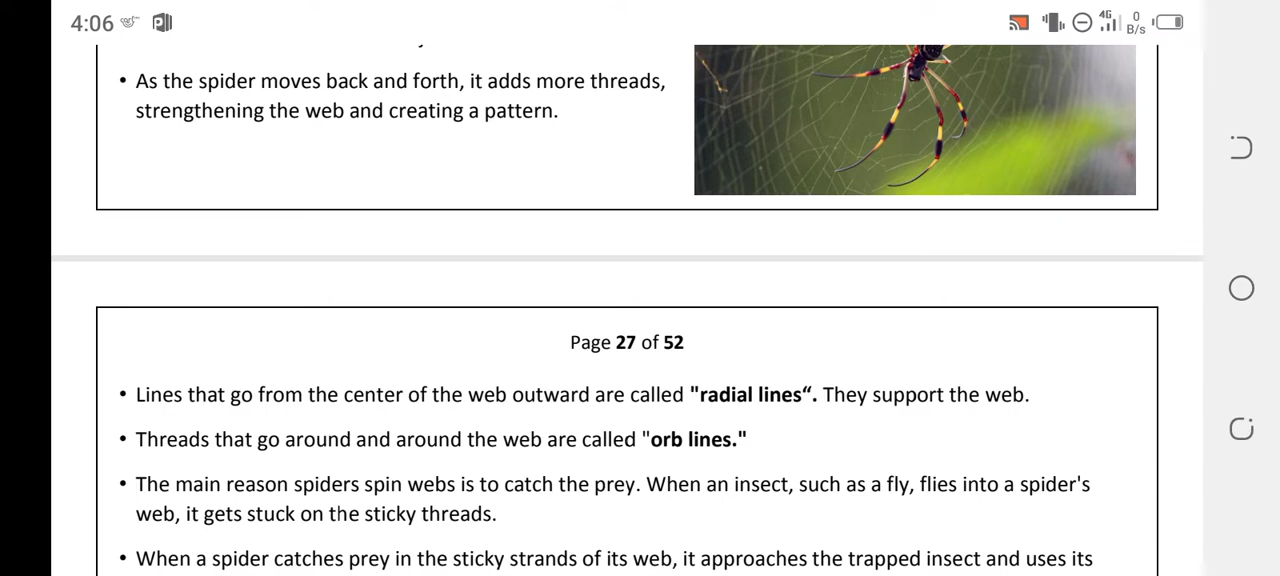 4:06
4G 0 B/s
• As the spider moves back and forth, it adds more threads,
strengthening the web and creating a pattern.
Page 27 of 52
• Lines that go from the center of the web outward are called "radial lines“. They support the web.
• Threads that go around and around the web are called "orb lines."
• The main reason spiders spin webs is to catch the prey. When an insect, such as a fly, flies into a spider's
web, it gets stuck on the sticky threads.
• When a spider catches prey in the sticky strands of its web, it approaches the trapped insect and uses its